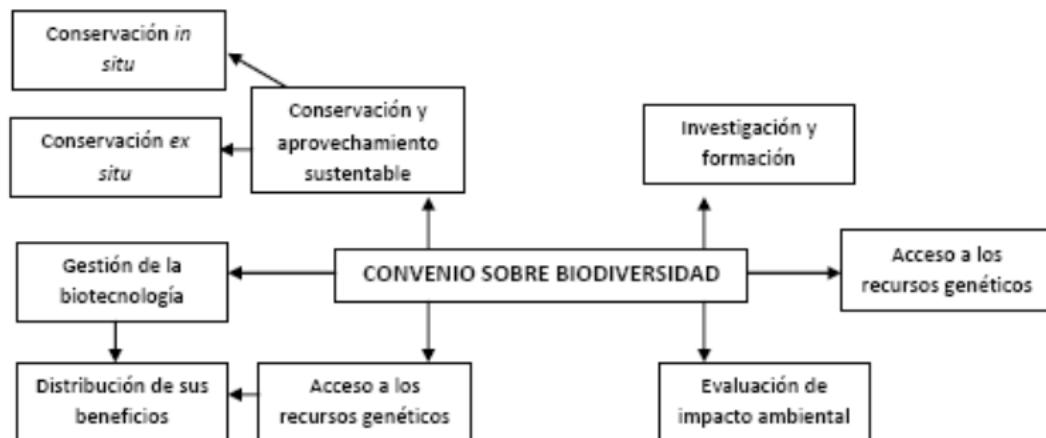 Conservación in
situ
Conservación ex
situ
Conservación y
aprovechamiento
sustentable
Investigación y
formación
Gestión de la
biotecnología
CONVENIO SOBRE BIODIVERSIDAD
Acceso a los
recursos genéticos
Distribución de sus
beneficios
Acceso a los
recursos genéticos
Evaluación de
impacto ambiental